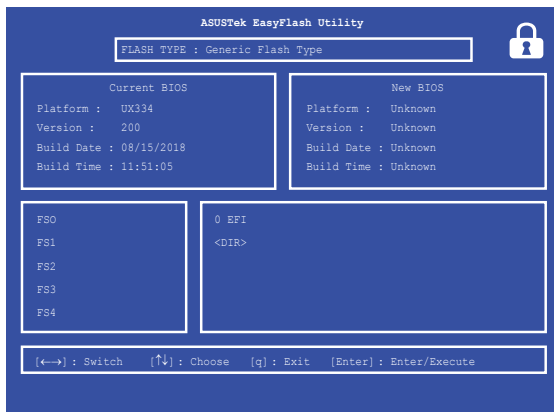 ASUSTek EasyFlash Utility
FLASH TYPE : Generic Flash Type
Current BIOS
Platform : UX334
Version : 200
Build Date : 08/15/2018
Build Time : 11:51:05
New BIOS
Platform : Unknown
Version : Unknown
Build Date : Unknown
Build Time : Unknown
FSO
FS1
FS2
FS3
FS4
0 EFI
<DIR>
[←→] : Switch [↑↓] : Choose [q] : Exit [Enter] : Enter/Execute